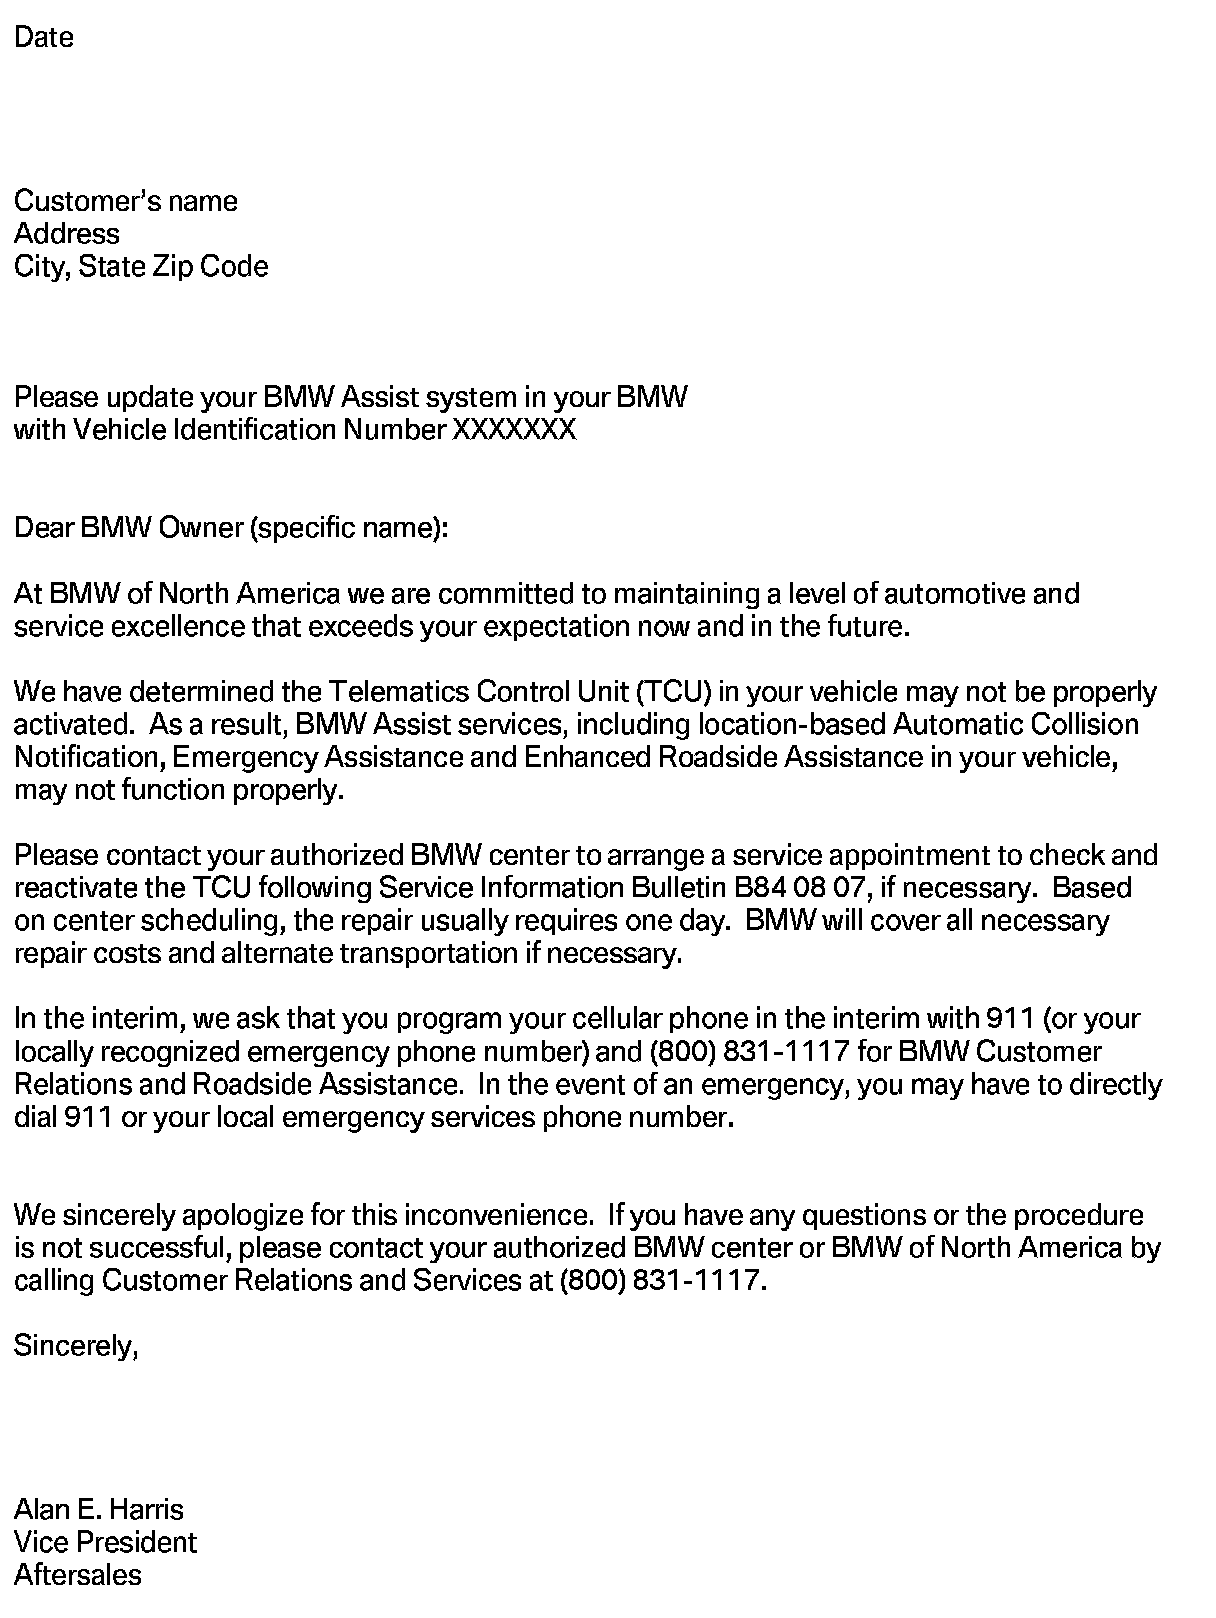 Date
Customer's name
Address
City, State Zip Code
Please update your BMW Assist system in your BMW
with Vehicle Identification Number XXXXXXX
Dear BMW Owner (specific name):
At BMW of North America we are committed to maintaining a level of automotive and
service excellence that exceeds your expectation now and in the future.
We have determined the Telematics Control Unit (TCU) in your vehicle may not be properly
activated.  As a result, BMW Assist services, including location-based Automatic Collision
Notification, Emergency Assistance and Enhanced Roadside Assistance in your vehicle,
may not function properly.
Please contact your authorized BMW center to arrange a service appointment to check and
reactivate the TCU following Service Information Bulletin B84 08 07, if necessary.  Based
on center scheduling, the repair usually requires one day.  BMW will cover all necessary
repair costs and alternate transportation if necessary.
In the interim, we ask that you program your cellular phone in the interim with 911 (or your
locally recognized emergency phone number) and (800) 831-1117 for BMW Customer
Relations and Roadside Assistance.  In the event of an emergency, you may have to directly
dial 911 or your local emergency services phone number.
We sincerely apologize for this inconvenience.  If you have any questions or the procedure
is not successful, please contact your authorized BMW center or BMW of North America by
calling Customer Relations and Services at (800) 831-1117.
Sincerely,
Alan E. Harris
Vice President
Aftersales